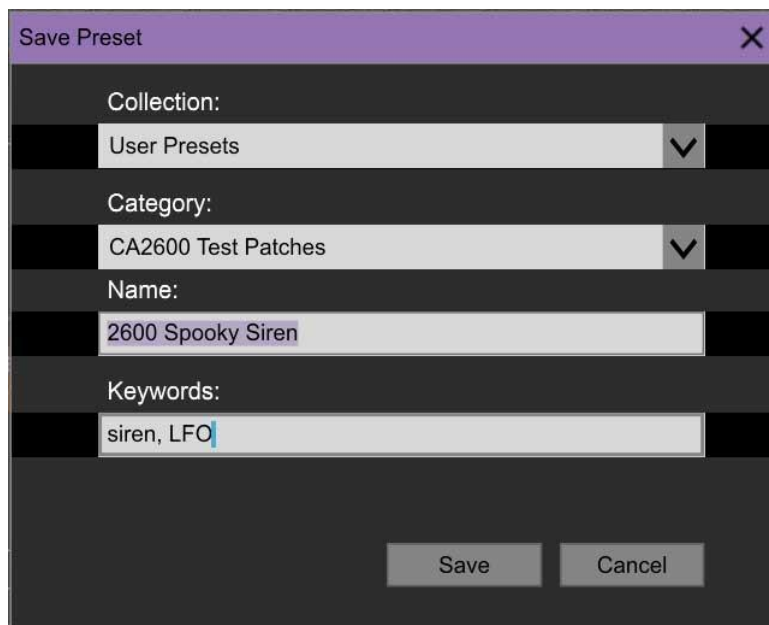 Save Preset
Collection:
User Presets
Category:
CA2600 Test Patches
Name:
2600 Spooky Siren
Keywords:
siren, LFO
Save Cancel